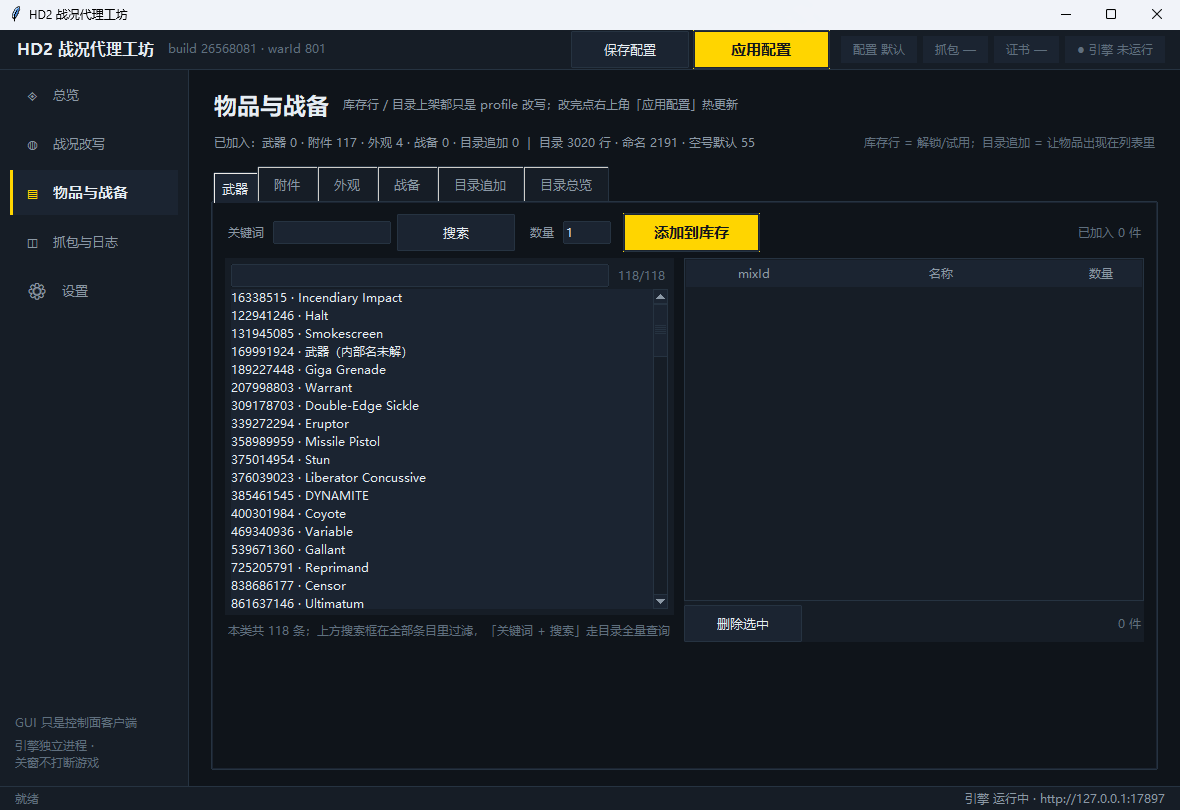 HD2 战况代理工坊
HD2 战况代理工坊 build 26568081 · warId 801 保存配置 应用配置 配置 默认 抓包 — 证书 — ● 引擎 未运行
总览
战况改写
物品与战备
抓包与日志
设置
GUI 只是控制面客户端
引擎独立进程 ·
关窗不打断游戏
物品与战备 库存行 / 目录上架都只是 profile 改写；改完点右上角「应用配置」热更新
已加入：武器 0 · 附件 117 · 外观 4 · 战备 0 · 目录追加 0 | 目录 3020 行 · 命名 2191 · 空号默认 55 库存行 = 解锁/试用；目录追加 = 让物品出现在列表里
武器 附件 外观 战备 目录追加 目录总览
关键词 搜索 数量 1 添加到库存 已加入 0 件
118/118
16338515 · Incendiary Impact
122941246 · Halt
131945085 · Smokescreen
169991924 · 武器（内部名未解）
189227448 · Giga Grenade
207998803 · Warrant
309178703 · Double-Edge Sickle
339272294 · Eruptor
358989959 · Missile Pistol
375014954 · Stun
376039023 · Liberator Concussive
385461545 · DYNAMITE
400301984 · Coyote
469340936 · Variable
539671360 · Gallant
725205791 · Reprimand
838686177 · Censor
861637146 · Ultimatum
本类共 118 条；上方搜索框在全部条目里过滤，「关键词 + 搜索」走目录全量查询
mixId 名称 数量
删除选中 0 件
就绪 引擎 运行中 · http://127.0.0.1:17897